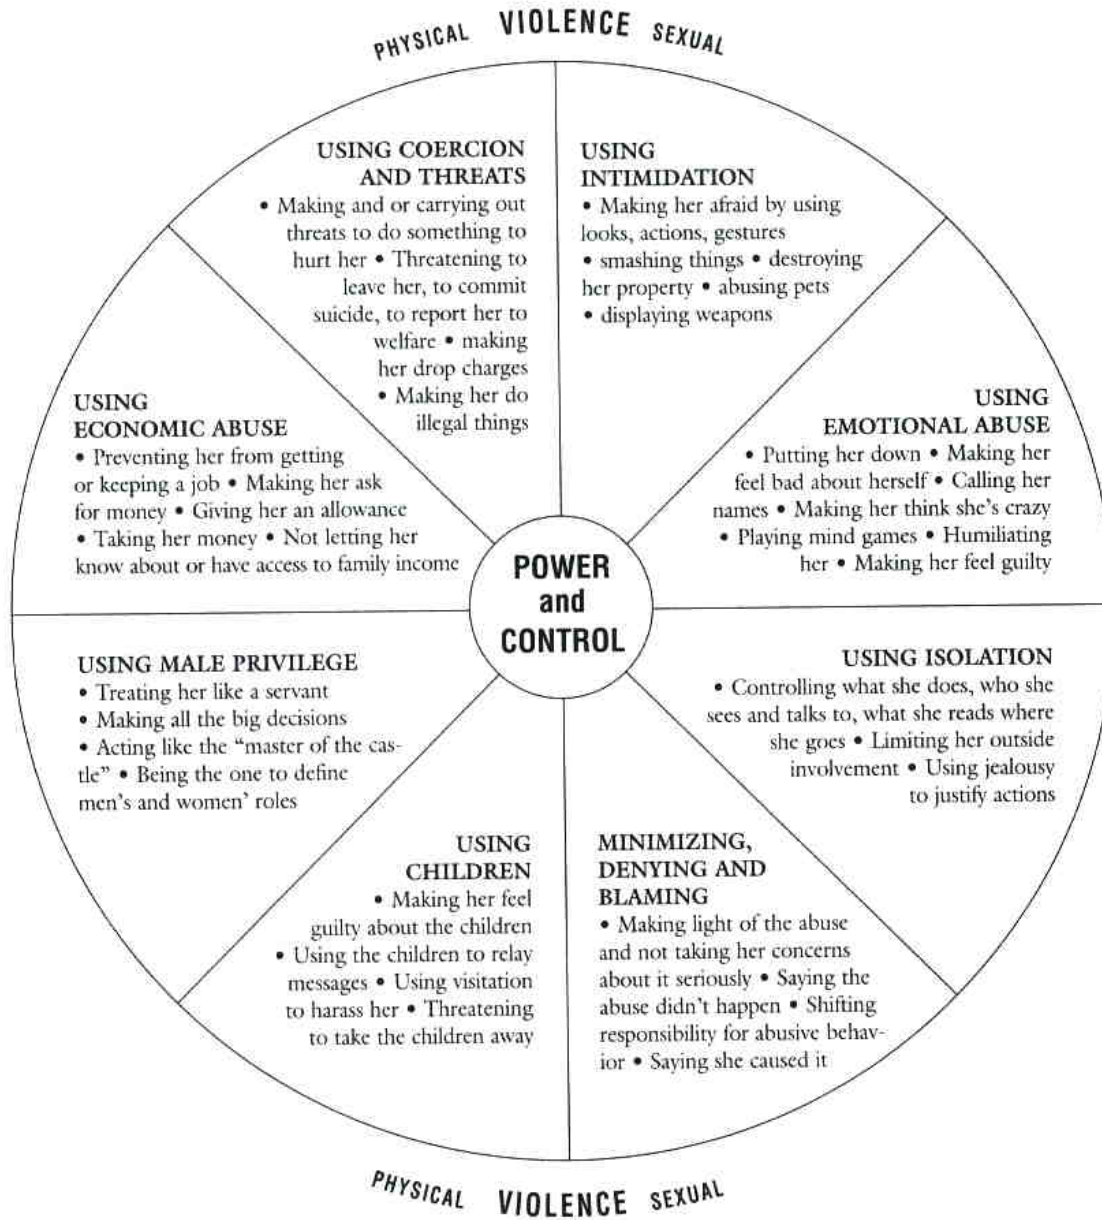 PHYSICAL VIOLENCE SEXUAL
USING COERCION
AND THREATS
• Making and or carrying out
threats to do something to
hurt her • Threatening to
leave her, to commit
suicide, to report her to
welfare • making
her drop charges
• Making her do
illegal things
USING
INTIMIDATION
• Making her afraid by using
looks, actions, gestures
• smashing things • destroying
her property • abusing pets
• displaying weapons
USING
EMOTIONAL ABUSE
• Putting her down • Making her
feel bad about herself • Calling her
names • Making her think she's crazy
• Playing mind games • Humiliating
her • Making her feel guilty
USING ISOLATION
• Controlling what she does, who she
sees and talks to, what she reads where
she goes • Limiting her outside
involvement • Using jealousy
to justify actions
MINIMIZING,
DENYING AND
BLAMING
• Making light of the abuse
and not taking her concerns
about it seriously • Saying the
abuse didn't happen • Shifting
responsibility for abusive behav-
ior • Saying she caused it
USING
CHILDREN
• Making her feel
guilty about the children
• Using the children to relay
messages • Using visitation
to harass her • Threatening
to take the children away
USING MALE PRIVILEGE
• Treating her like a servant
• Making all the big decisions
• Acting like the “master of the cas-
tle” • Being the one to define
men's and women' roles
USING
ECONOMIC ABUSE
• Preventing her from getting
or keeping a job • Making her ask
for money • Giving her an allowance
• Taking her money • Not letting her
know about or have access to family income
POWER
and
CONTROL
PHYSICAL VIOLENCE SEXUAL